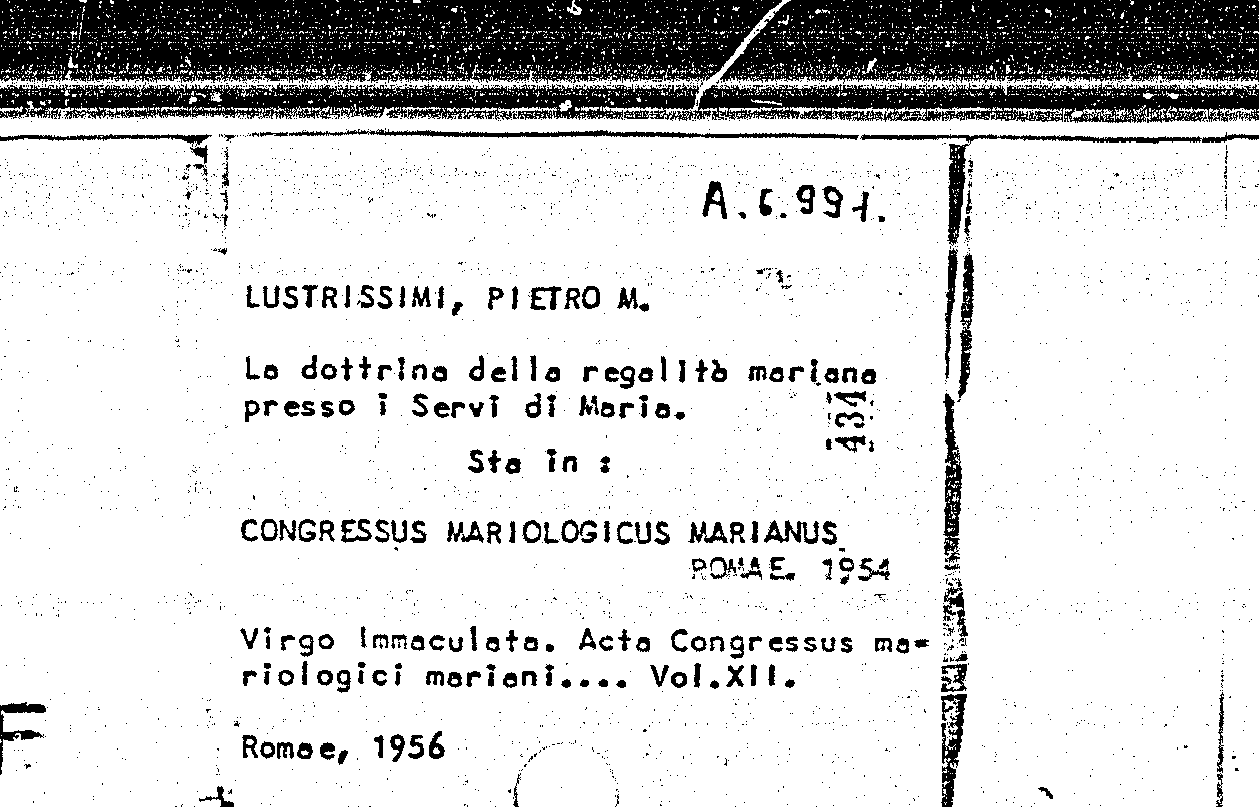 A.6.991.
LUSTRISSIMI, PIETRO M.
La dottrina della regalità mariana
presso i Servi di Maria.
434
Sta in :
CONGRESSUS MARIOLOGICUS MARIANUS
ROMAE. 1954
Virgo Immaculata. Acta Congressus ma=
riologici mariani.... Vol.XII.
Romae, 1956